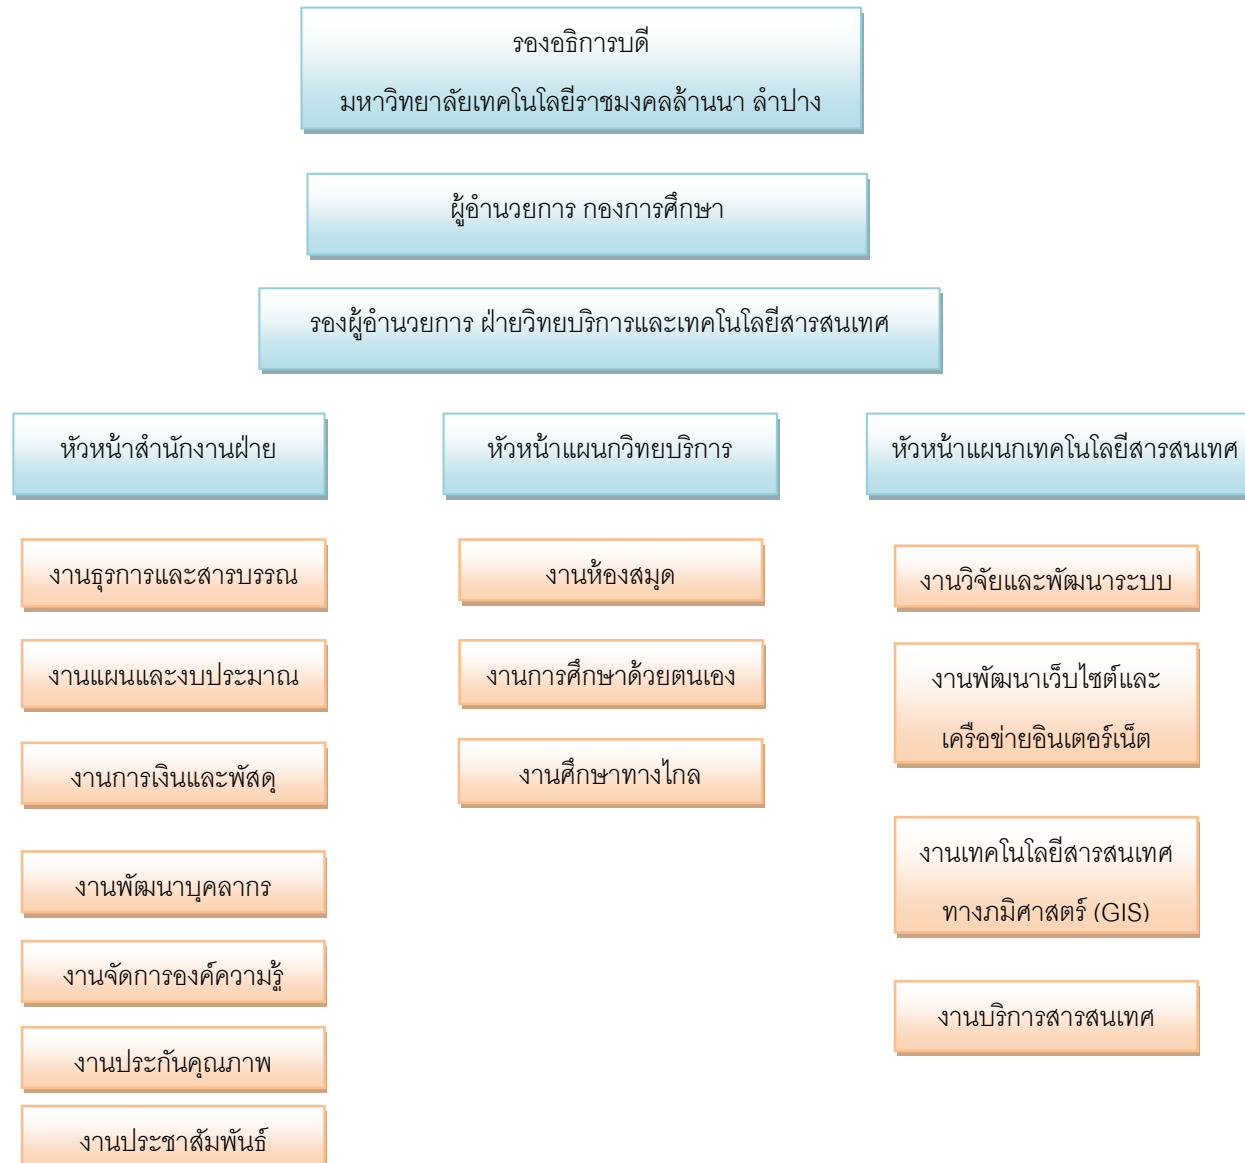 รองอธิการบดี
มหาวิทยาลัยเทคโนโลยีราชมงคลล้านนา ลำปาง
ผู้อำนวยการ กองการศึกษา
รองผู้อำนวยการ ฝ่ายวิทยบริการและเทคโนโลยีสารสนเทศ
หัวหน้าสำนักงานฝ่าย
งานธุรการและสารบรรณ
งานแผนและงบประมาณ
งานการเงินและพัสดุ
งานพัฒนาบุคลากร
งานจัดการองค์ความรู้
งานประกันคุณภาพ
งานประชาสัมพันธ์
หัวหน้าแผนกวิทยบริการ
งานห้องสมุด
งานการศึกษาด้วยตนเอง
งานศึกษาทางไกล
หัวหน้าแผนกเทคโนโลยีสารสนเทศ
งานวิจัยและพัฒนาระบบ
งานพัฒนาเว็บไซต์และ
เครือข่ายอินเตอร์เน็ต
งานเทคโนโลยีสารสนเทศ
ทางภมิศาสตร์ (GIS)
งานบริการสารสนเทศ